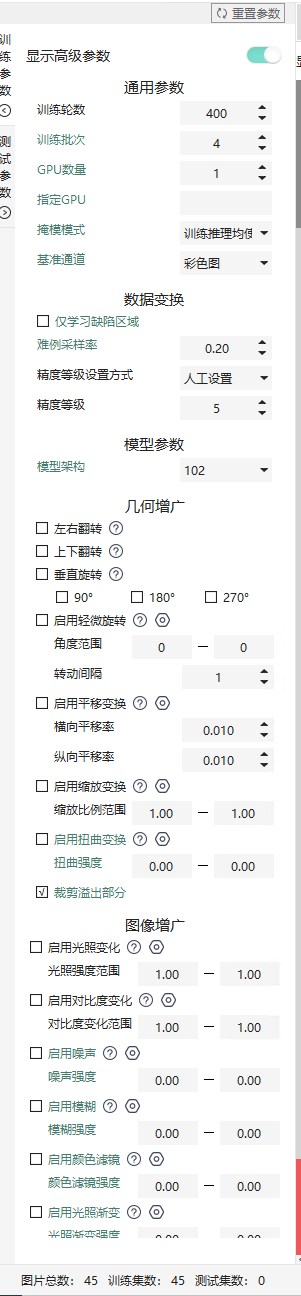 重置参数
训练参数
测试参数
显示高级参数
通用参数
训练轮数 400
训练批次 4
GPU数量 1
指定GPU
掩模模式 训练推理均使
基准通道 彩色图
数据变换
仅学习缺陷区域
难例采样率 0.20
精度等级设置方式 人工设置
精度等级 5
模型参数
模型架构 102
几何增广
左右翻转
上下翻转
垂直旋转
90° 180° 270°
启用轻微旋转
角度范围 0 — 0
转动间隔 1
启用平移变换
横向平移率 0.010
纵向平移率 0.010
启用缩放变换
缩放比例范围 1.00 — 1.00
启用扭曲变换
扭曲强度 0.00 — 0.00
裁剪溢出部分
图像增广
启用光照变化
光照强度范围 1.00 — 1.00
启用对比度变化
对比度变化范围 1.00 — 1.00
启用噪声
噪声强度 0.00 — 0.00
启用模糊
模糊强度 0.00 — 0.00
启用颜色滤镜
颜色滤镜强度 0.00 — 0.00
启用光照渐变
光照渐变强度 0.00 — 0.00
图片总数: 45 训练集数: 45 测试集数: 0